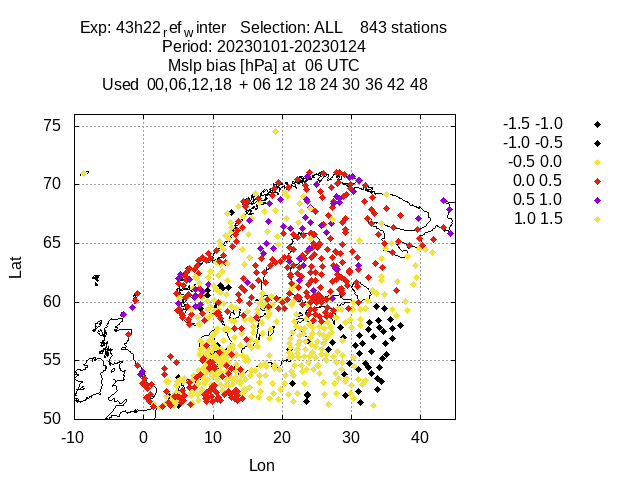 Exp: 43h22ref winter   Selection: ALL    843 stations
Period: 20230101-20230124
Mslp bias [hPa] at  06 UTC
Used  00,06,12,18  + 06 12 18 24 30 36 42 48
-1.5 -1.0
-1.0 -0.5
-0.5 0.0
0.0 0.5
0.5 1.0
1.0 1.5
75
70
65
60
55
50
Lat
-10 0 10 20 30 40
Lon